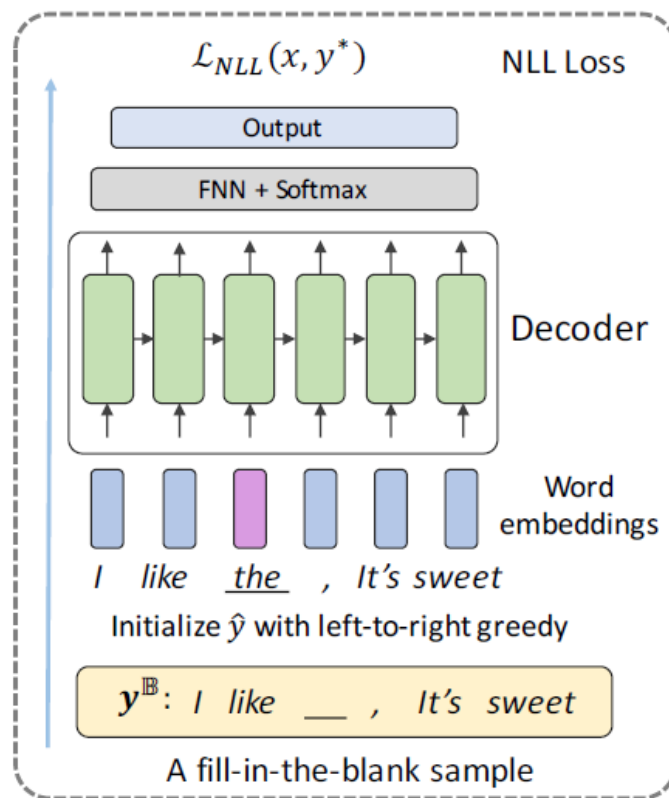 ℒ_NLL(x, y*) NLL Loss
Output
FNN + Softmax
Decoder
Word
embeddings
I like the , It's sweet
Initialize ŷ with left-to-right greedy
y^𝔹: I like __ , It's sweet
A fill-in-the-blank sample